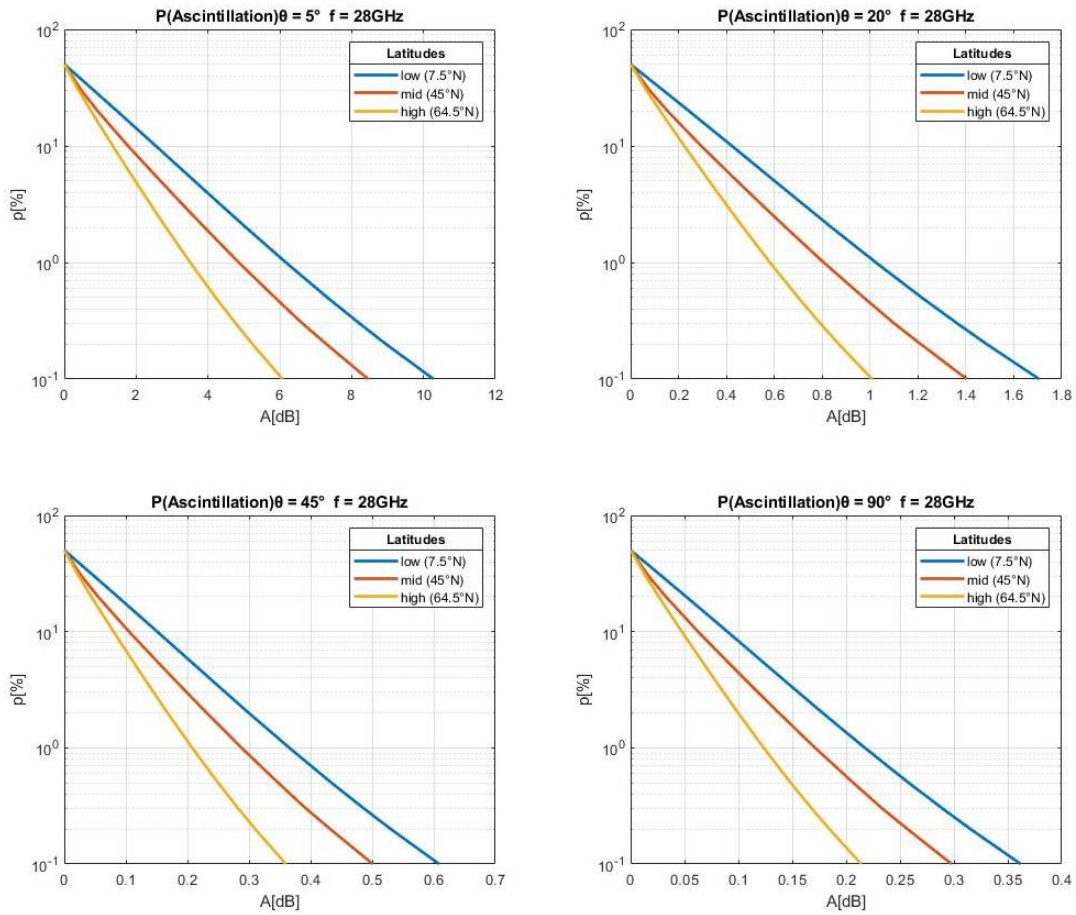 P(Ascintillation)θ = 5° f = 28GHz
10²
10¹
10⁰
10⁻¹
p[%]
Latitudes
low (7.5°N)
mid (45°N)
high (64.5°N)
0 2 4 6 8 10 12
A[dB]
P(Ascintillation)θ = 20° f = 28GHz
10²
10¹
10⁰
10⁻¹
p[%]
Latitudes
low (7.5°N)
mid (45°N)
high (64.5°N)
0 0.2 0.4 0.6 0.8 1 1.2 1.4 1.6 1.8
A[dB]
P(Ascintillation)θ = 45° f = 28GHz
10²
10¹
10⁰
10⁻¹
p[%]
Latitudes
low (7.5°N)
mid (45°N)
high (64.5°N)
0 0.1 0.2 0.3 0.4 0.5 0.6 0.7
A[dB]
P(Ascintillation)θ = 90° f = 28GHz
10²
10¹
10⁰
10⁻¹
p[%]
Latitudes
low (7.5°N)
mid (45°N)
high (64.5°N)
0 0.05 0.1 0.15 0.2 0.25 0.3 0.35 0.4
A[dB]